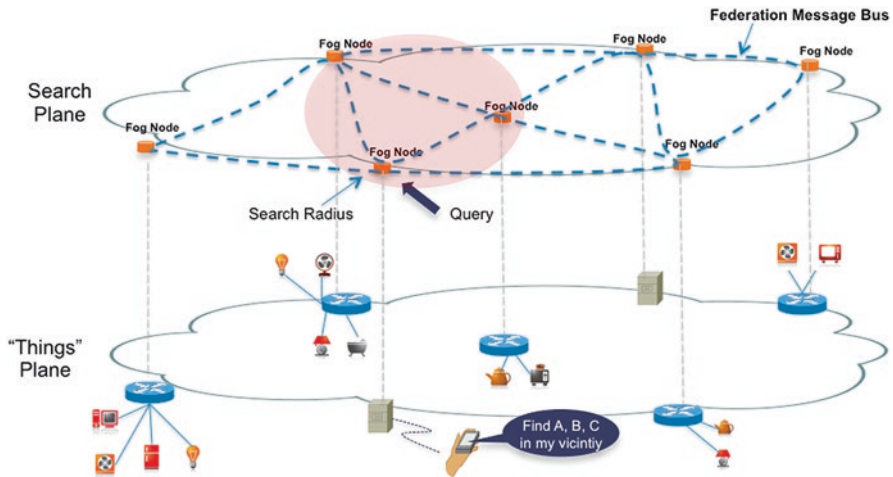 Federation Message Bus
Fog Node
Fog Node
Fog Node
Search
Plane
Fog Node
Fog Node
Fog Node
Fog Node
Search Radius
Query
"Things"
Plane
Find A, B, C
in my vicintiy